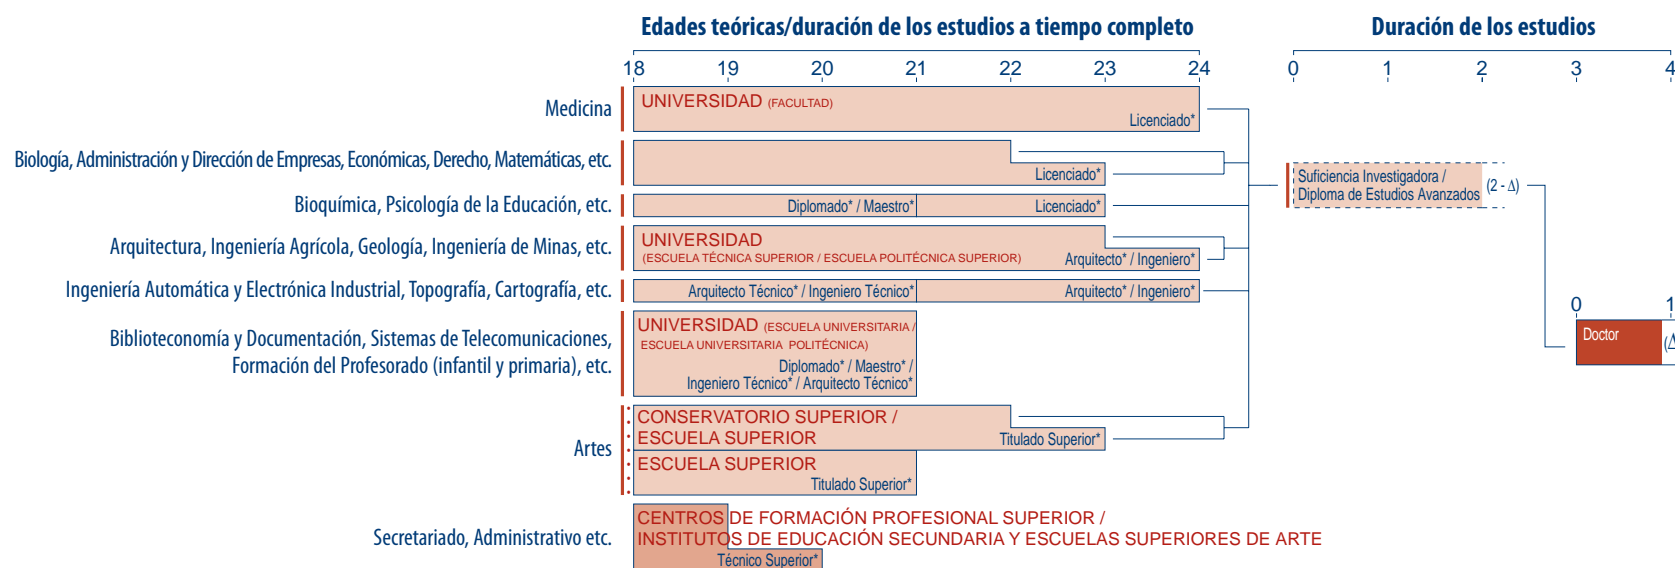 Edades teóricas/duración de los estudios a tiempo completo
Duración de los estudios
18 19 20 21 22 23 24
0 1 2 3 4
Medicina
UNIVERSIDAD (FACULTAD)
Licenciado*
Biología, Administración y Dirección de Empresas, Económicas, Derecho, Matemáticas, etc.
Licenciado*
Suficiencia Investigadora /
Diploma de Estudios Avanzados
(2 - Δ)
Bioquímica, Psicología de la Educación, etc.
Diplomado* / Maestro*
Licenciado*
Arquitectura, Ingeniería Agrícola, Geología, Ingeniería de Minas, etc.
UNIVERSIDAD
(ESCUELA TÉCNICA SUPERIOR / ESCUELA POLITÉCNICA SUPERIOR)
Arquitecto* / Ingeniero*
Ingeniería Automática y Electrónica Industrial, Topografía, Cartografía, etc.
Arquitecto Técnico* / Ingeniero Técnico*
Arquitecto* / Ingeniero*
0 1
Doctor
(Δ
Biblioteconomía y Documentación, Sistemas de Telecomunicaciones,
Formación del Profesorado (infantil y primaria), etc.
UNIVERSIDAD (ESCUELA UNIVERSITARIA /
ESCUELA UNIVERSITARIA POLITÉCNICA)
Diplomado* / Maestro* /
Ingeniero Técnico* / Arquitecto Técnico*
Artes
CONSERVATORIO SUPERIOR /
ESCUELA SUPERIOR
Titulado Superior*
ESCUELA SUPERIOR
Titulado Superior*
Secretariado, Administrativo etc.
CENTROS DE FORMACIÓN PROFESIONAL SUPERIOR /
INSTITUTOS DE EDUCACIÓN SECUNDARIA Y ESCUELAS SUPERIORES DE ARTE
Técnico Superior*